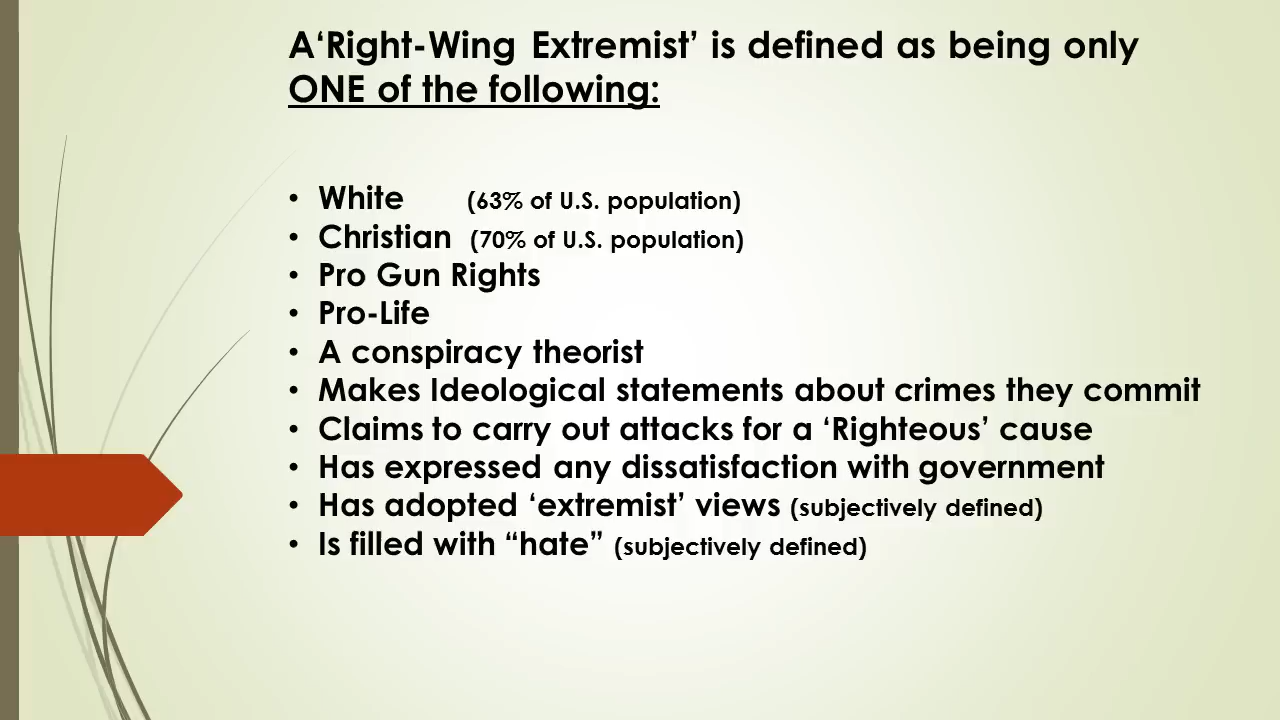 A‘Right-Wing Extremist’ is defined as being only
ONE of the following:
• White (63% of U.S. population)
• Christian (70% of U.S. population)
• Pro Gun Rights
• Pro-Life
• A conspiracy theorist
• Makes Ideological statements about crimes they commit
• Claims to carry out attacks for a ‘Righteous’ cause
• Has expressed any dissatisfaction with government
• Has adopted ‘extremist’ views (subjectively defined)
• Is filled with “hate” (subjectively defined)